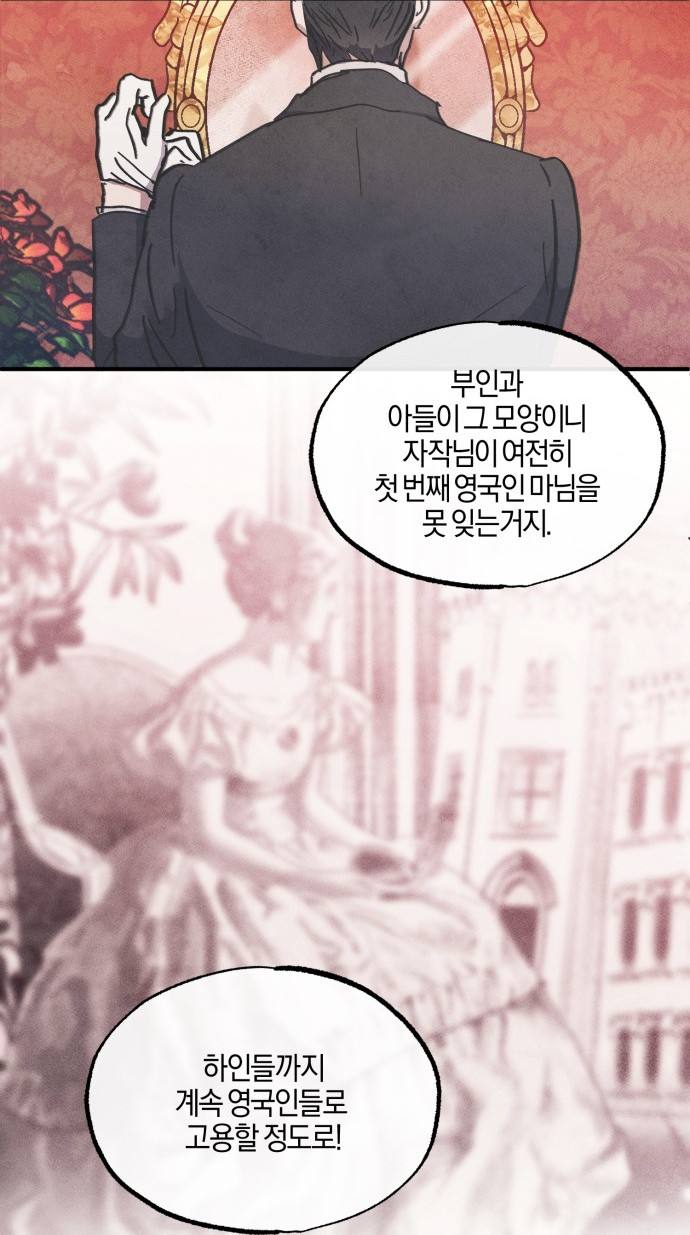 부인과
아들이 그 모양이니
자작님이 여전히
첫 번째 영국인 마님을
못 잊는거지.
하인들까지
계속 영국인들로
고용할 정도로!